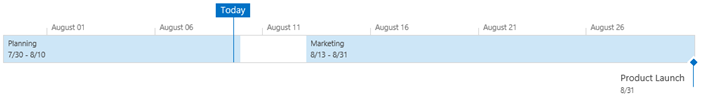 Today
August 01 August 06 August 11 August 16 August 21 August 26
Planning Marketing
7/30 - 8/10 8/13 - 8/31
Product Launch
8/31